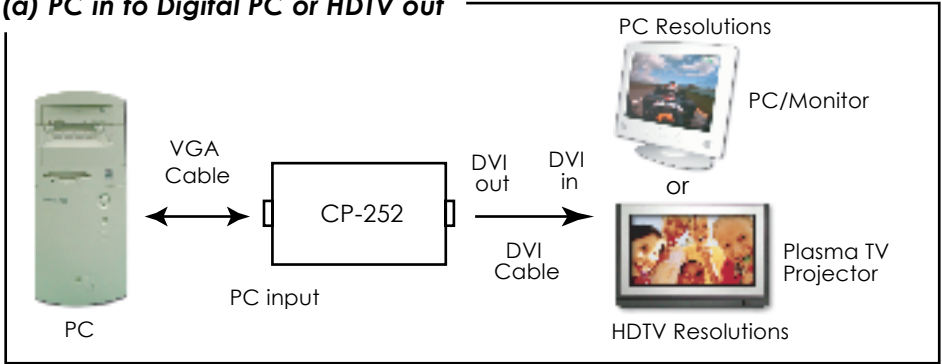 (a) PC in to Digital PC or HDTV out
PC Resolutions
PC/Monitor
VGA
Cable
DVI
out
DVI
in
or
CP-252
DVI
Cable
Plasma TV
Projector
PC input
PC
HDTV Resolutions